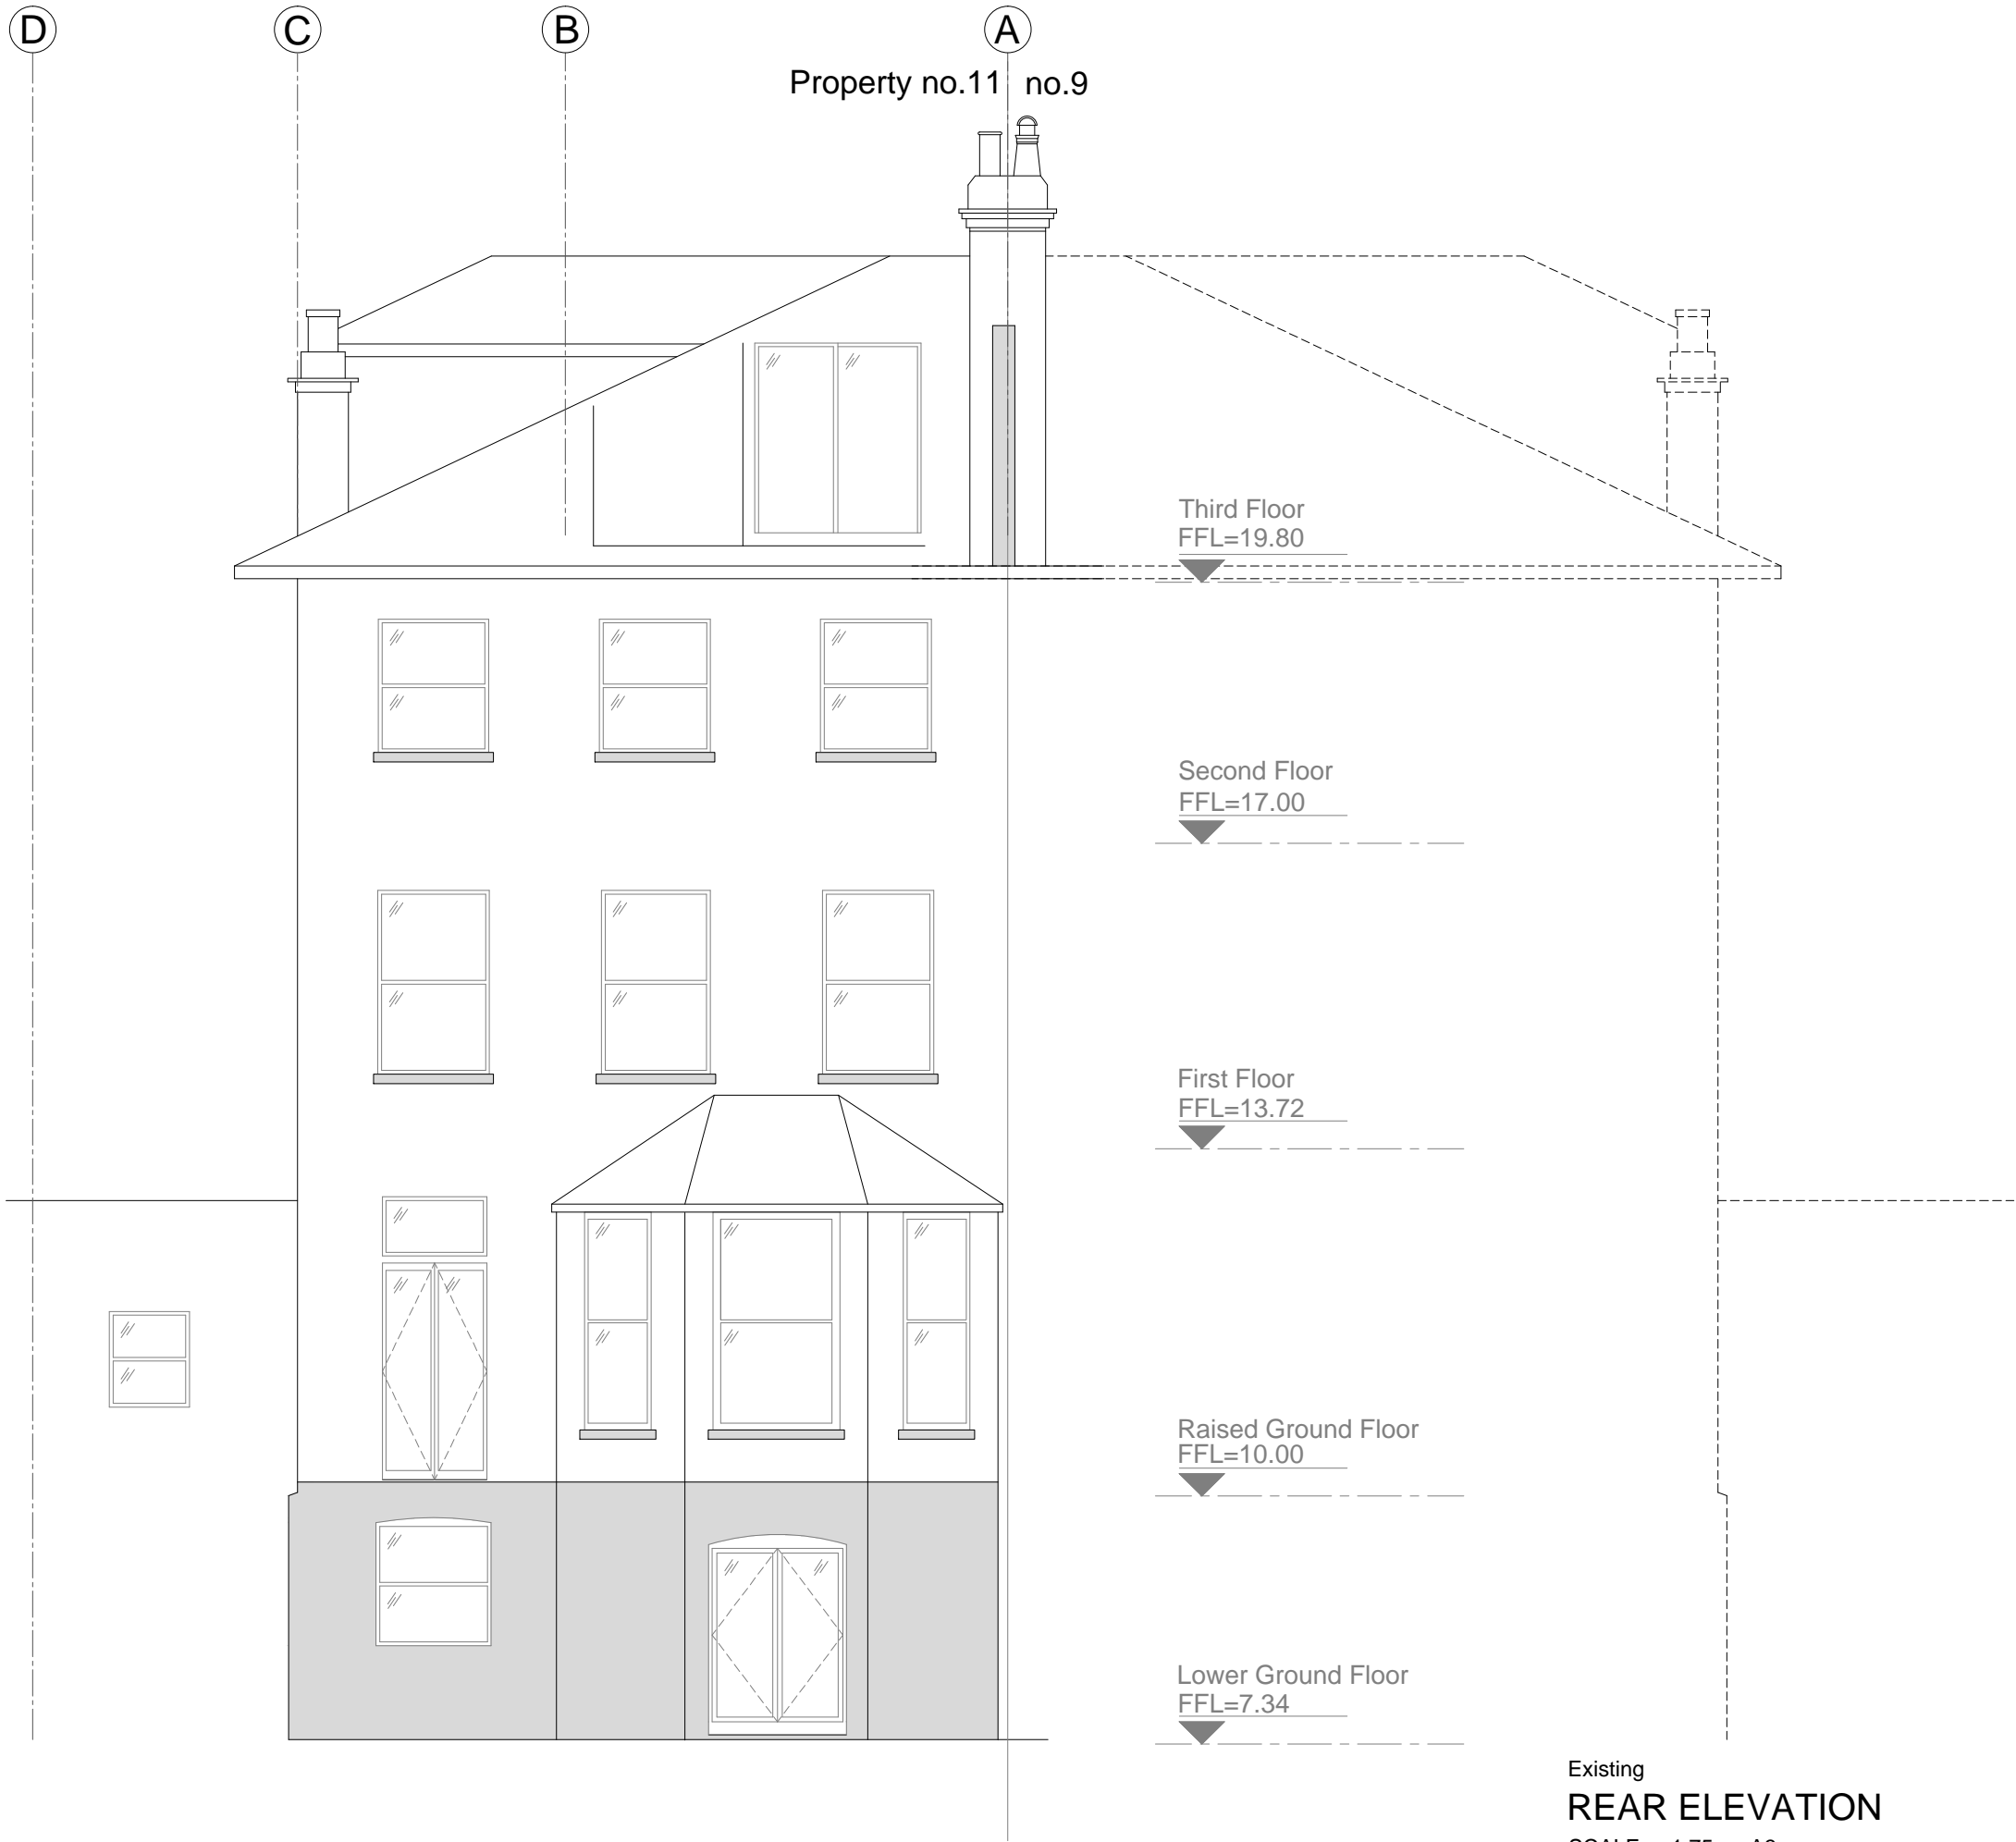 D
C
B
A
Property no.11 no.9
Third Floor
FFL=19.80
Second Floor
FFL=17.00
First Floor
FFL=13.72
Raised Ground Floor
FFL=10.00
Lower Ground Floor
FFL=7.34
Existing
REAR ELEVATION